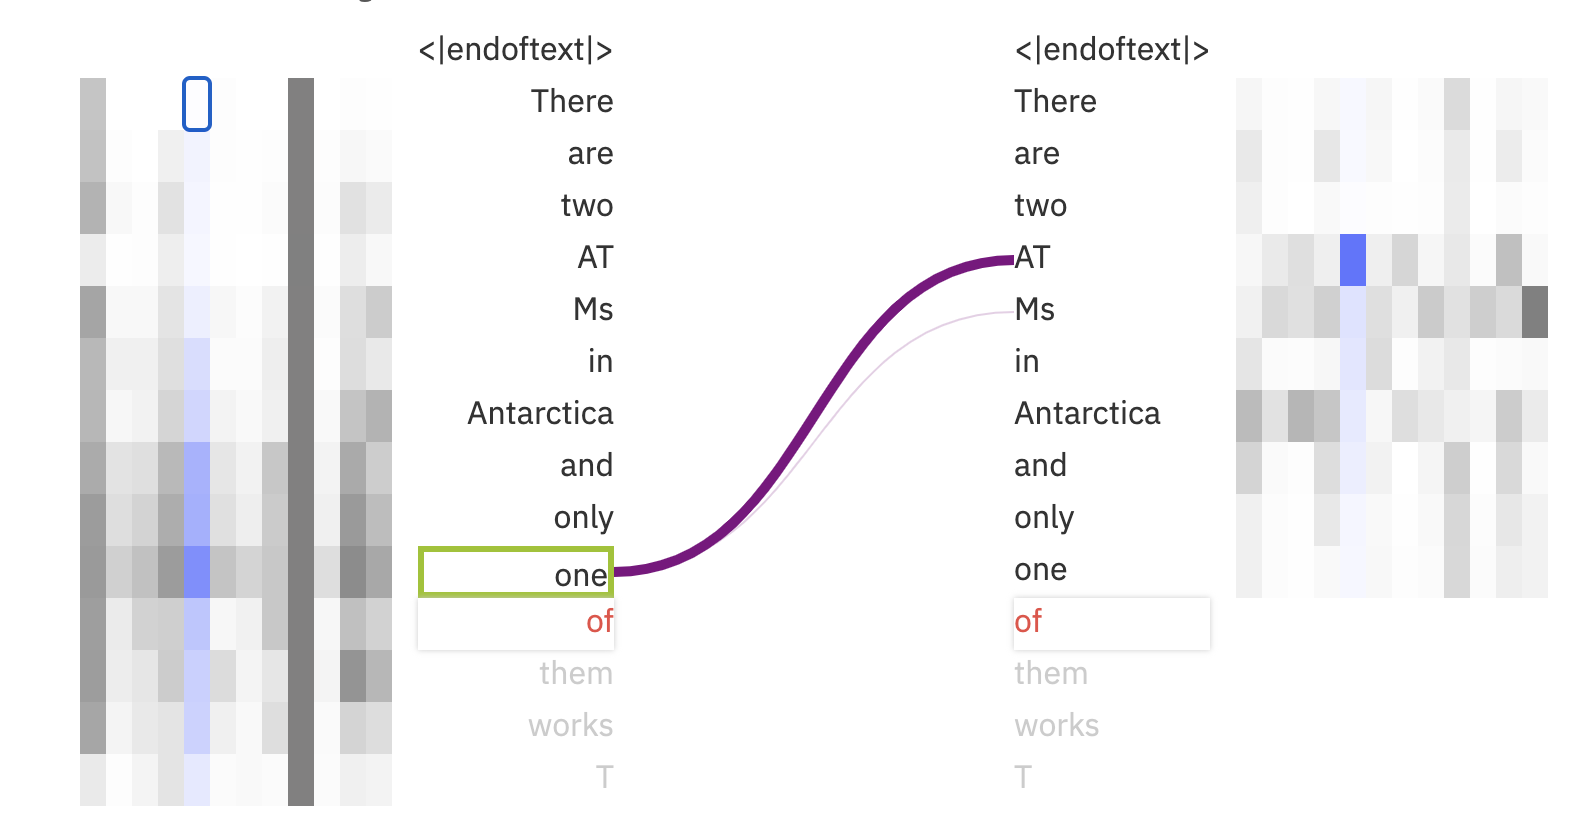 <|endoftext|> <|endoftext|>
There There
are are
two two
AT AT
Ms Ms
in in
Antarctica Antarctica
and and
only only
one one
of of
them them
works works
T T